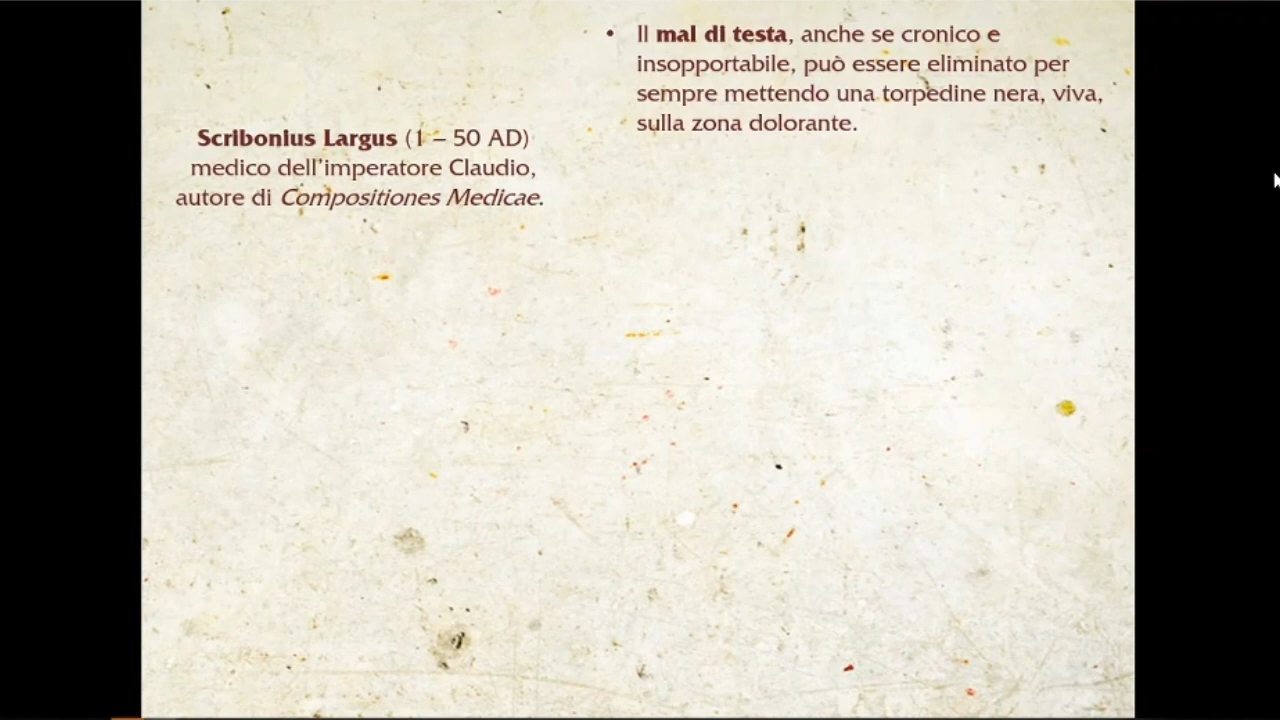 Scribonius Largus (1 – 50 AD)
medico dell'imperatore Claudio,
autore di Compositiones Medicae.
• Il mal di testa, anche se cronico e
insopportabile, può essere eliminato per
sempre mettendo una torpedine nera, viva,
sulla zona dolorante.